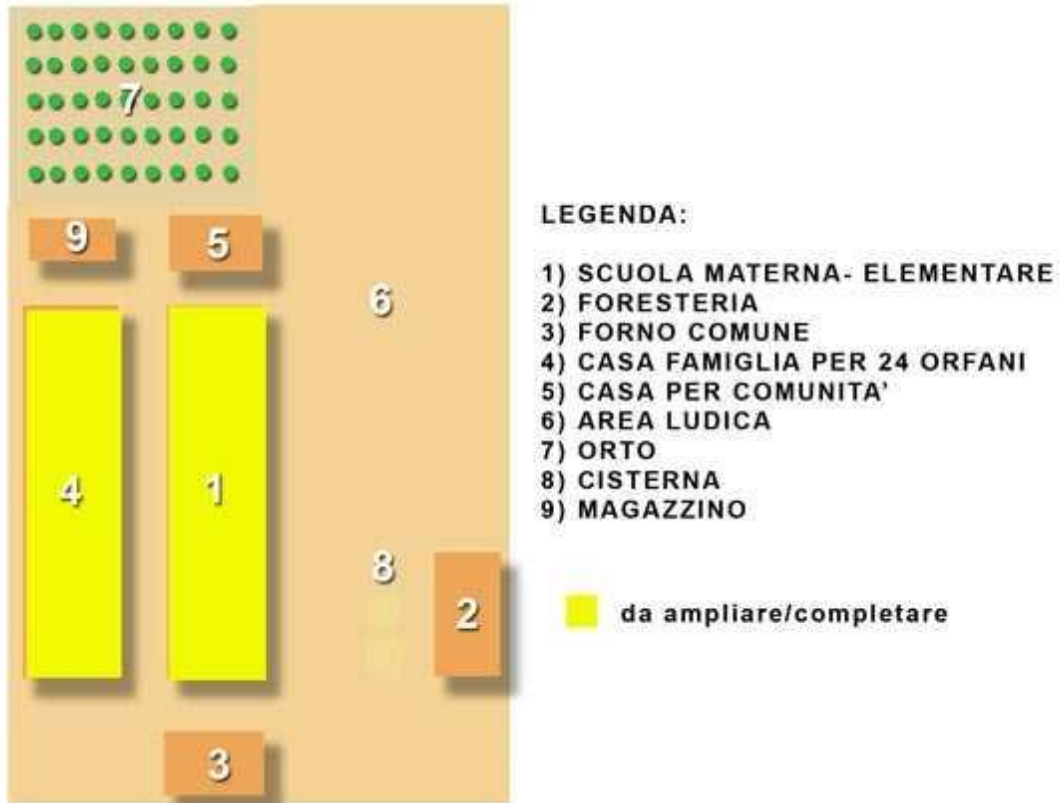 7
9
5
6
4
1
8
2
3
LEGENDA:
1) SCUOLA MATERNA- ELEMENTARE
2) FORESTERIA
3) FORNO COMUNE
4) CASA FAMIGLIA PER 24 ORFANI
5) CASA PER COMUNITA'
6) AREA LUDICA
7) ORTO
8) CISTERNA
9) MAGAZZINO
da ampliare/completare